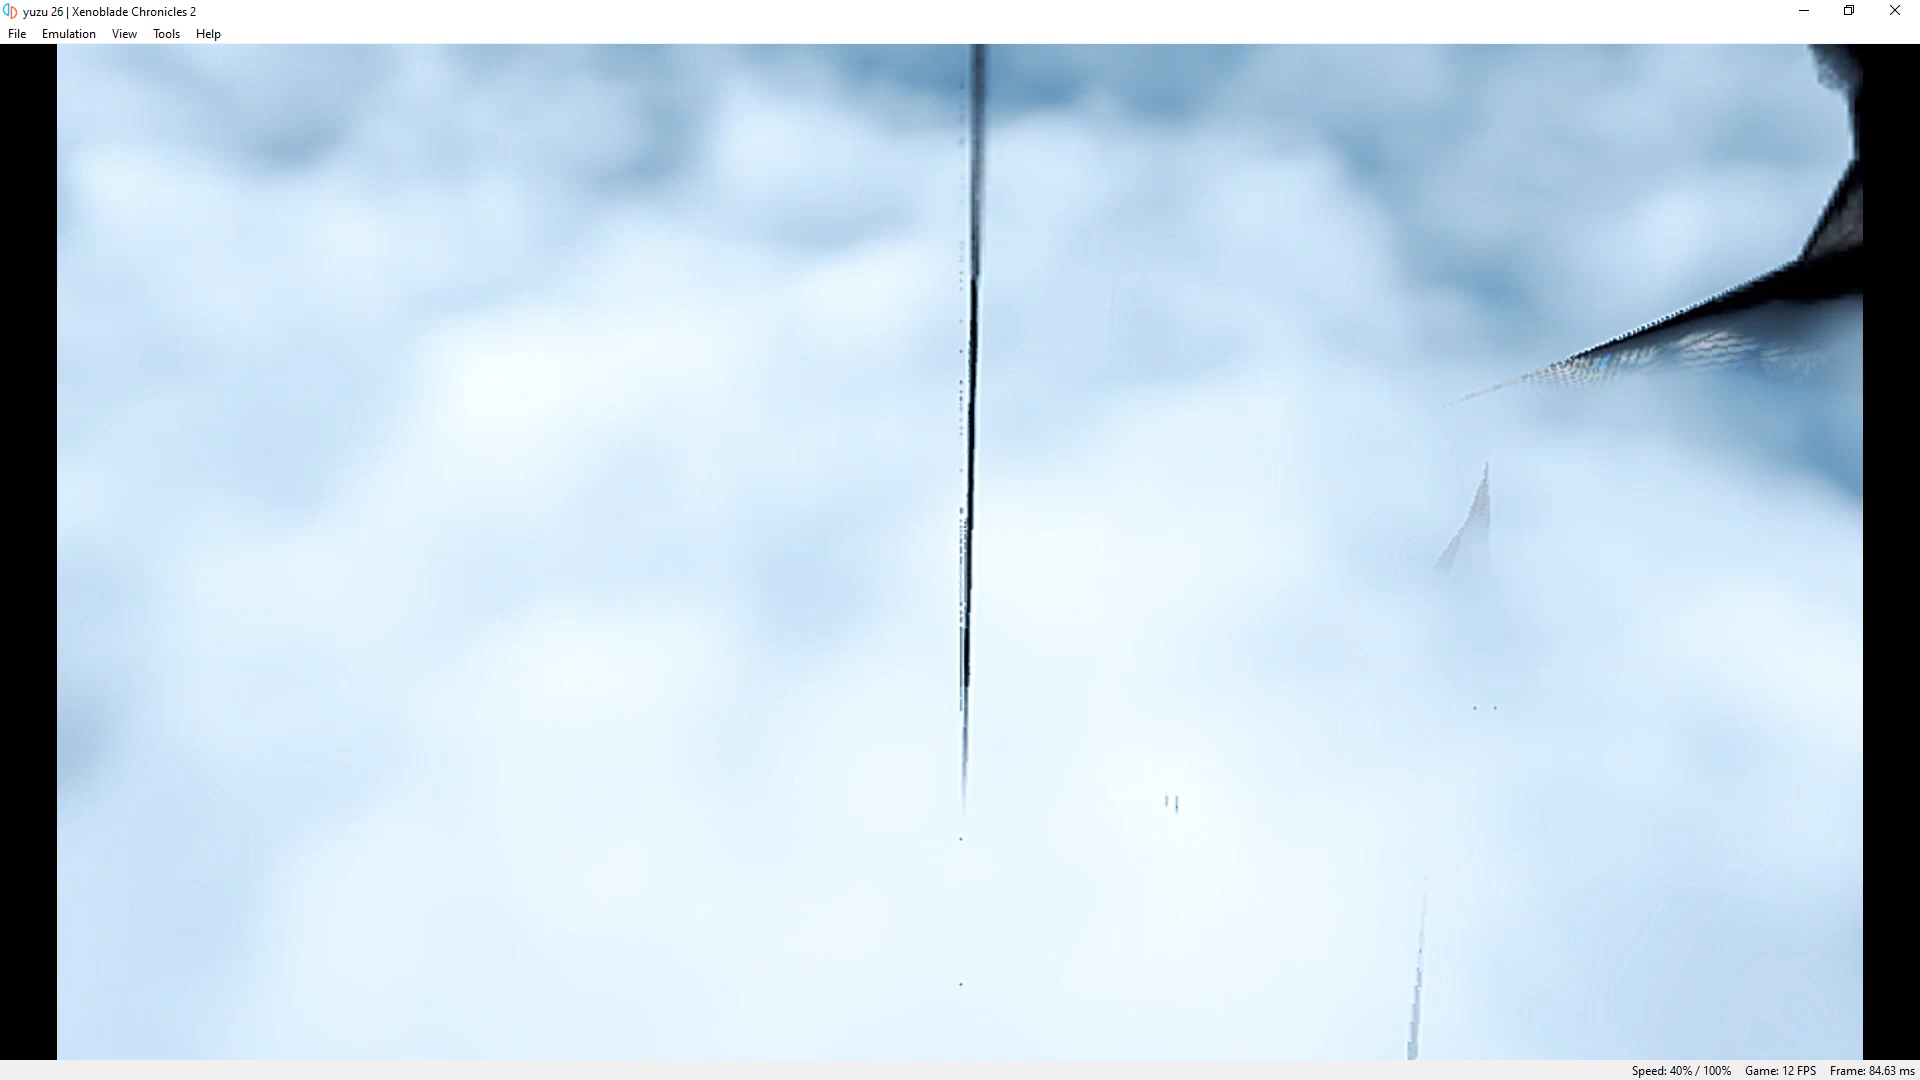 yuzu 26 | Xenoblade Chronicles 2
File Emulation View Tools Help
Speed: 40% / 100% Game: 12 FPS Frame: 84.63 ms